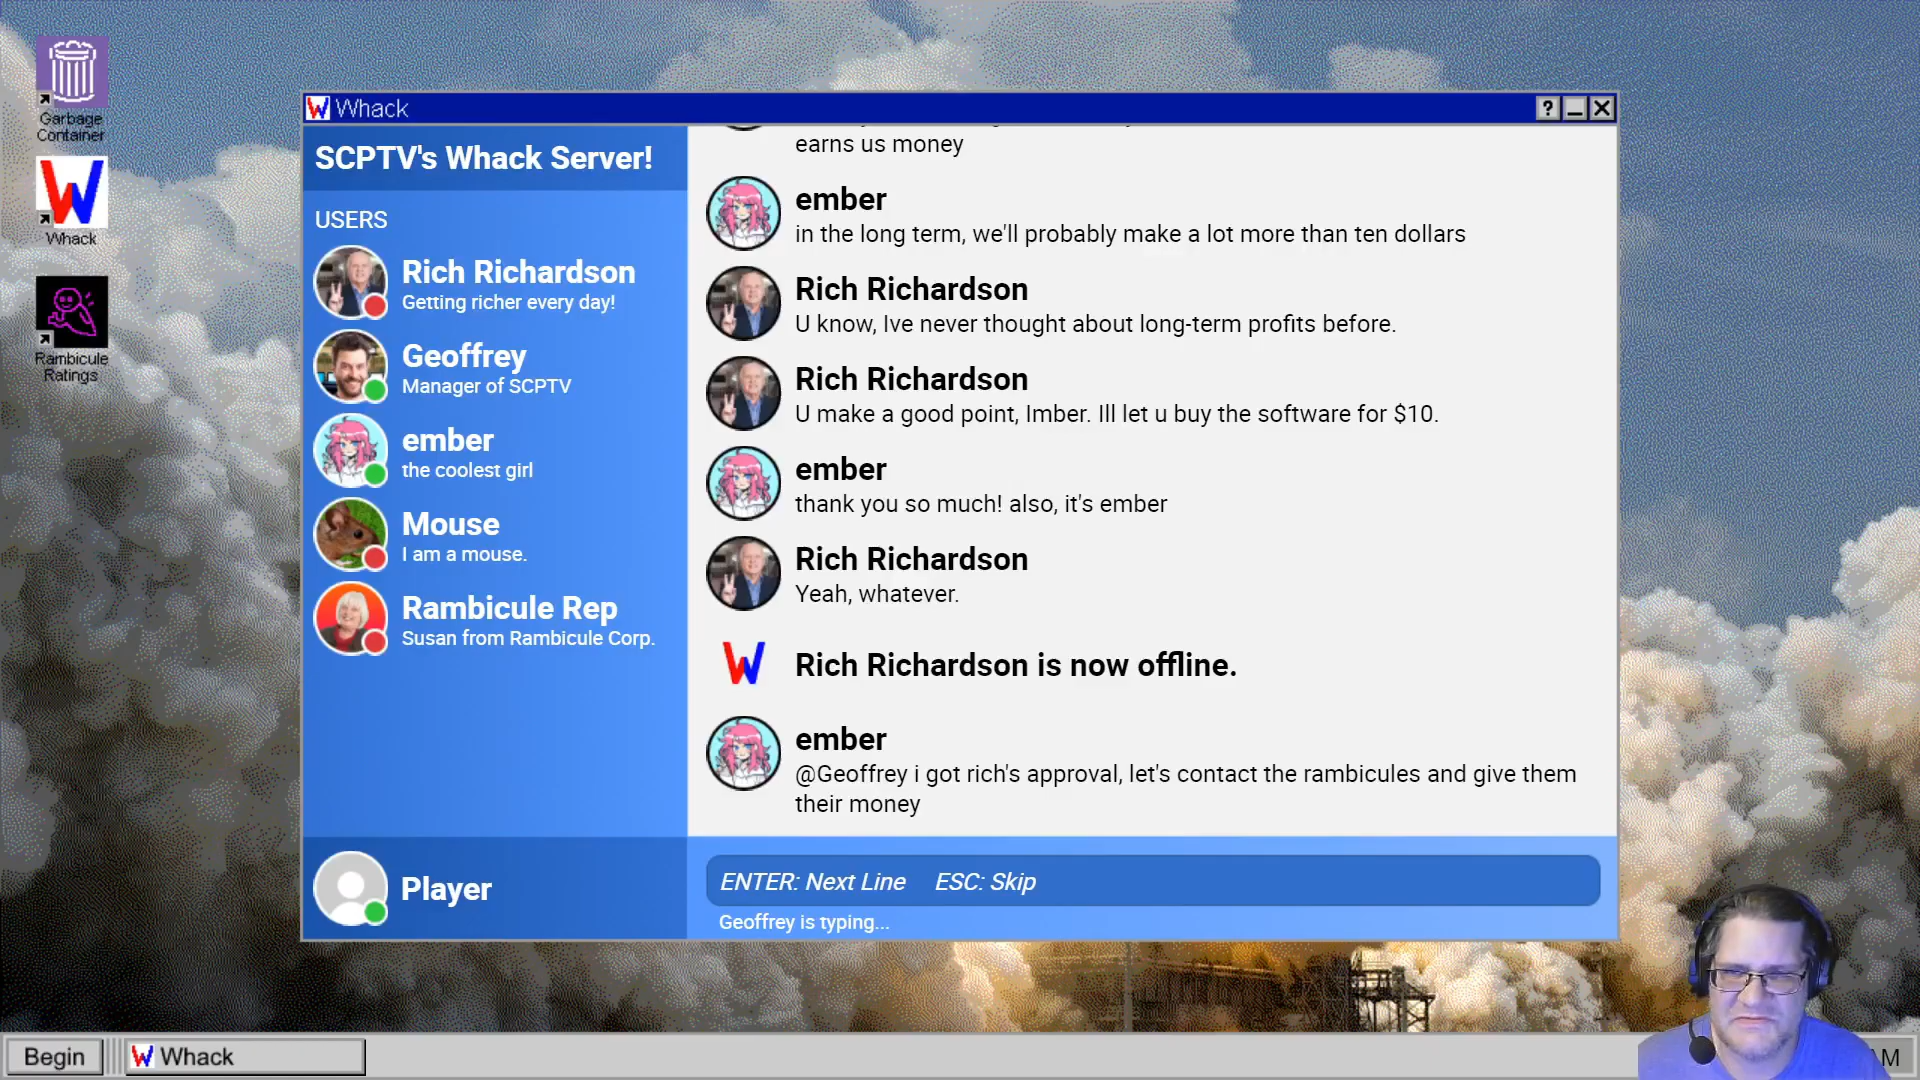 Garbage
Container
Whack
Rambicule
Ratings
Whack
?
SCPTV's Whack Server!
USERS
Rich Richardson
Getting richer every day!
Geoffrey
Manager of SCPTV
ember
the coolest girl
Mouse
I am a mouse.
Rambicule Rep
Susan from Rambicule Corp.
Player
earns us money
ember
in the long term, we'll probably make a lot more than ten dollars
Rich Richardson
U know, Ive never thought about long-term profits before.
Rich Richardson
U make a good point, Imber. Ill let u buy the software for $10.
ember
thank you so much! also, it's ember
Rich Richardson
Yeah, whatever.
Rich Richardson is now offline.
ember
@Geoffrey i got rich's approval, let's contact the rambicules and give them
their money
ENTER: Next Line ESC: Skip
Geoffrey is typing...
Begin
Whack
AM